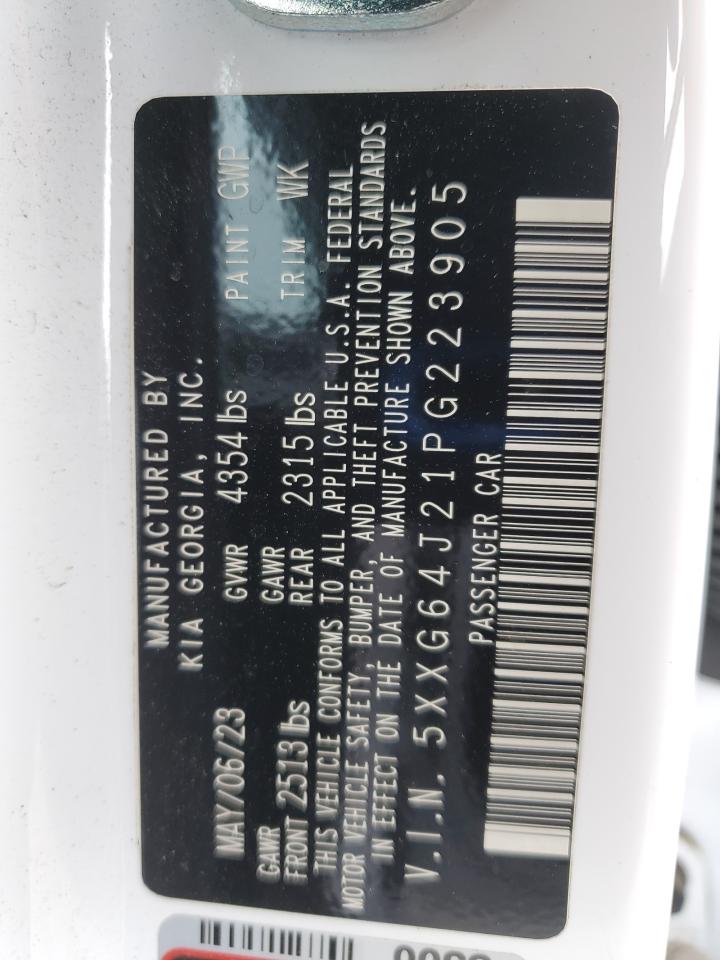 MANUFACTURED BY
KIA GEORGIA, INC.
MAY/06/23 GVWR 4354 lbs PAINT GWP
GAWR GAWR
FRONT 2513 lbs REAR 2315 lbs TRIM WK
THIS VEHICLE CONFORMS TO ALL APPLICABLE U.S.A. FEDERAL
MOTOR VEHICLE SAFETY, BUMPER, AND THEFT PREVENTION STANDARDS
IN EFFECT ON THE DATE OF MANUFACTURE SHOWN ABOVE.
V.I.N. 5XXG64J21PG223905
PASSENGER CAR